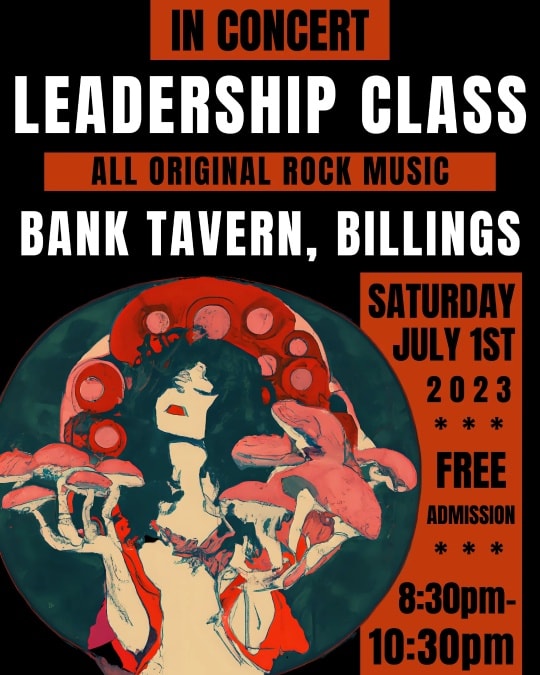 IN CONCERT
LEADERSHIP CLASS
ALL ORIGINAL ROCK MUSIC
BANK TAVERN, BILLINGS
SATURDAY
JULY 1ST
2023
* * *
FREE
ADMISSION
* * *
8:30pm-
10:30pm